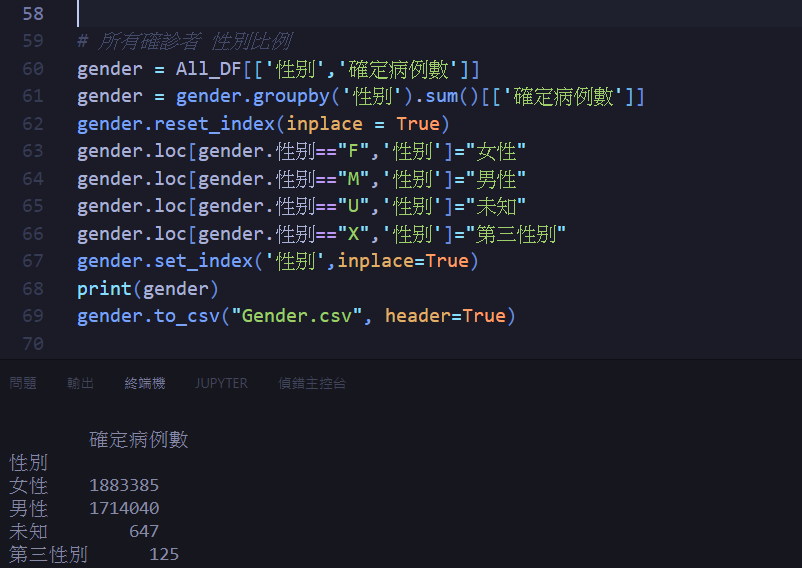 58
59 # 所有確診者 性別比例
60 gender = All_DF[['性別','確定病例數']]
61 gender = gender.groupby('性別').sum()[['確定病例數']]
62 gender.reset_index(inplace = True)
63 gender.loc[gender.性別=="F",'性別']="女性"
64 gender.loc[gender.性別=="M",'性別']="男性"
65 gender.loc[gender.性別=="U",'性別']="未知"
66 gender.loc[gender.性別=="X",'性別']="第三性別"
67 gender.set_index('性別',inplace=True)
68 print(gender)
69 gender.to_csv("Gender.csv", header=True)
70
問題 輸出 終端機 JUPYTER 偵錯主控台
確定病例數
性別
女性 1883385
男性 1714040
未知 647
第三性別 125